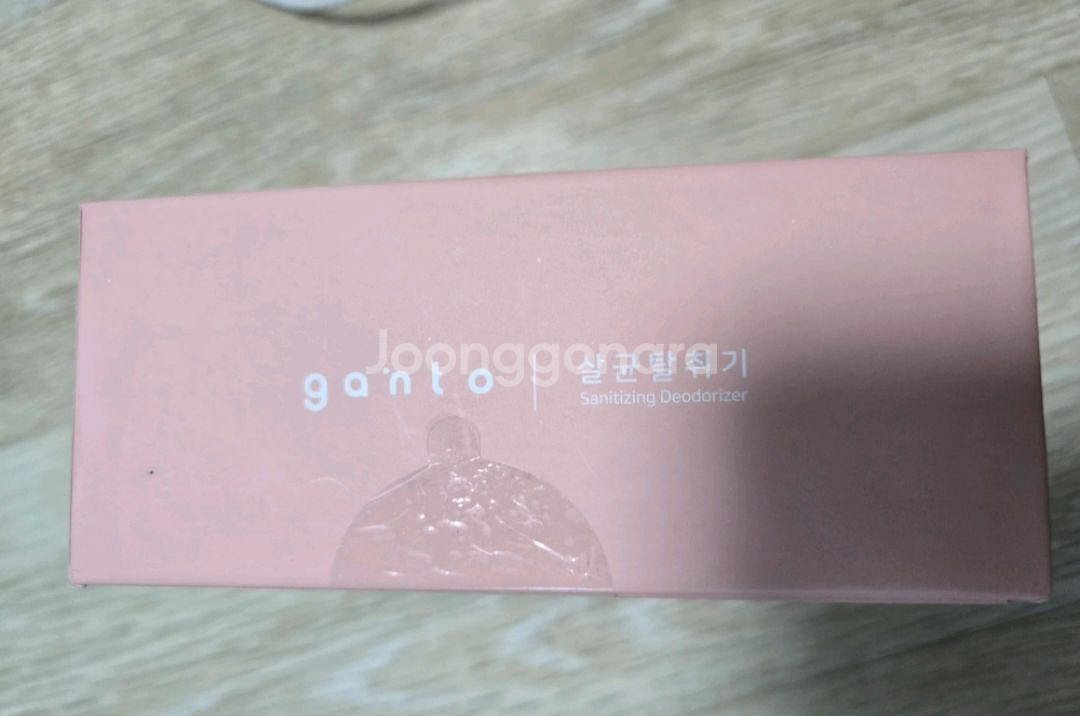 Joonggonara
ganto | 살균탈취기
Sanitizing Deodorizer